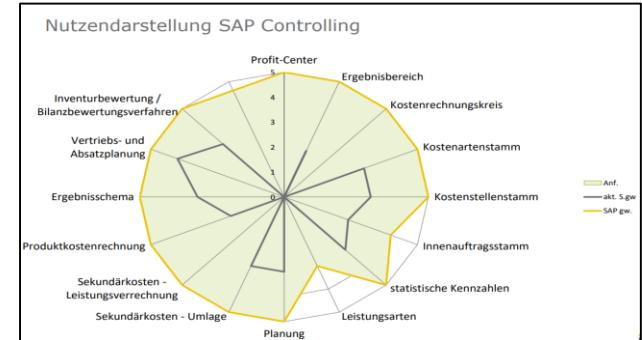 Nutzendarstellung SAP Controlling
Profit-Center
Ergebnisbereich
Kostenrechnungskreis
Kostenartenstamm
Kostenstellenstamm
Innenauftragsstamm
statistische Kennzahlen
Leistungsarten
Planung
Sekundärkosten - Umlage
Sekundärkosten -
Leistungsverrechnung
Produktkostenrechnung
Ergebnisschema
Vertriebs- und
Absatzplanung
Inventurbewertung /
Bilanzbewertungsverfahren
5
4
3
2
1
0
Anf.
akt. S.gw
SAP gw.